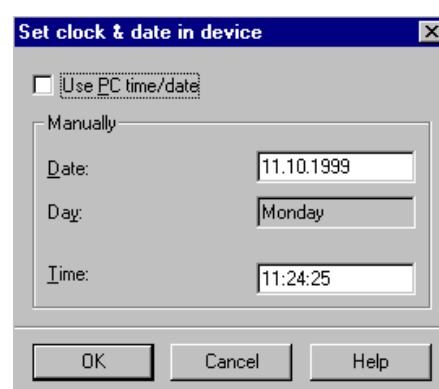 Set clock & date in device
Use PC time/date
Manually
Date: 11.10.1999
Day: Monday
Time: 11:24:25
OK Cancel Help